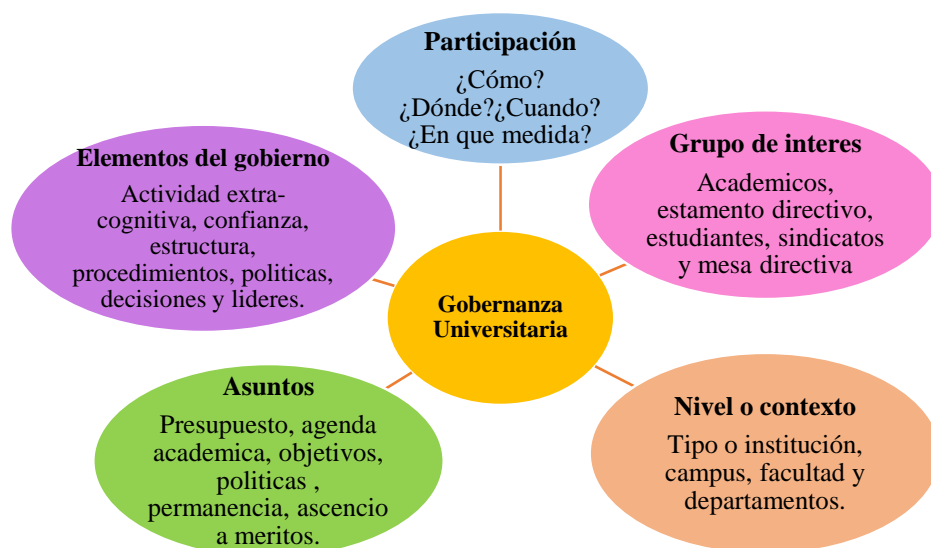 Participación
¿Cómo?
¿Dónde?¿Cuando?
¿En que medida?
Elementos del gobierno
Actividad extra-
cognitiva, confianza,
estructura,
procedimientos, politicas,
decisiones y lideres.
Grupo de interes
Academicos,
estamento directivo,
estudiantes, sindicatos
y mesa directiva
Gobernanza
Universitaria
Asuntos
Presupuesto, agenda
academica, objetivos,
politicas ,
permanencia, ascencio
a meritos.
Nivel o contexto
Tipo o institución,
campus, facultad y
departamentos.